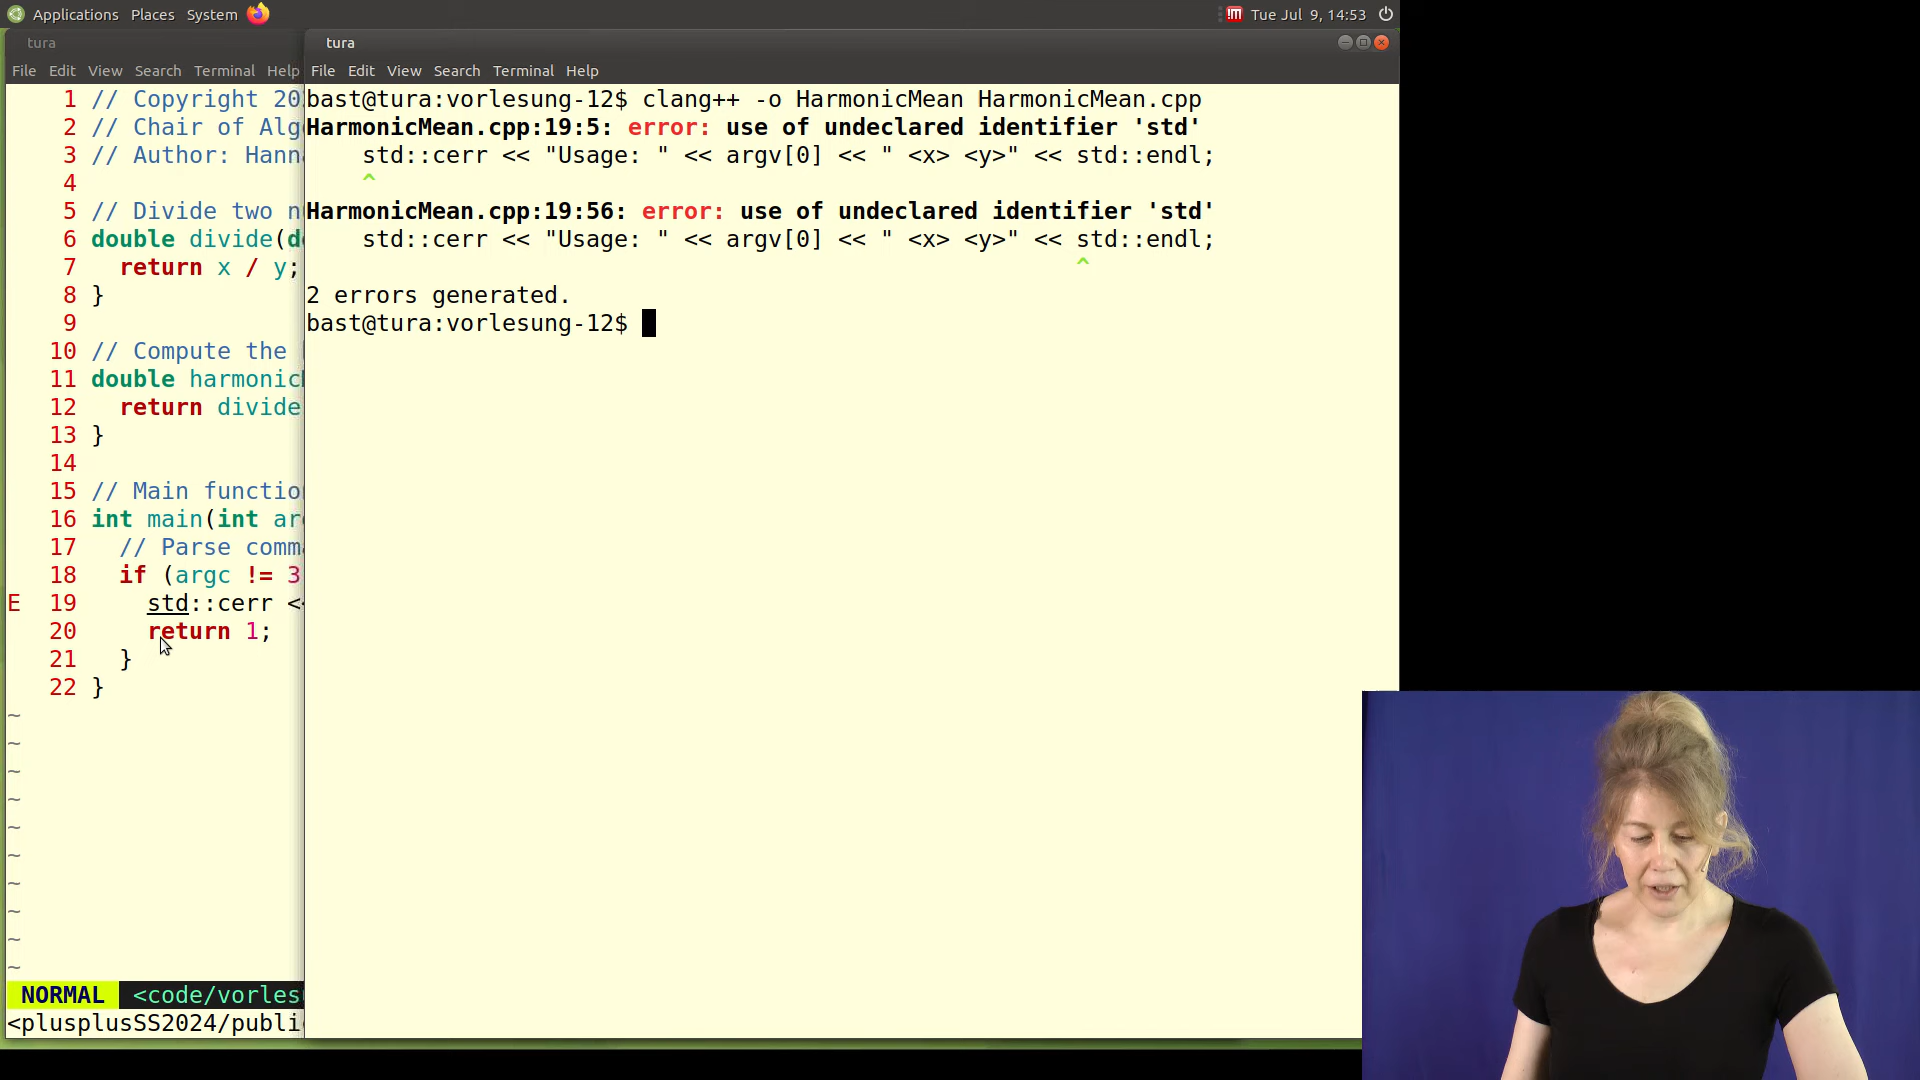 Applications Places System Tue Jul 9, 14:53
tura
File Edit View Search Terminal Help
1 // Copyright 20
2 // Chair of Alg
3 // Author: Hann
4
5 // Divide two n
6 double divide(d
7 return x / y;
8 }
9
10 // Compute the
11 double harmonic
12 return divide
13 }
14
15 // Main functio
16 int main(int ar
17 // Parse comm
18 if (argc != 3
E 19 std::cerr <<
20 return 1;
21 }
22 }
~
~
~
~
~
~
~
~
~
~
NORMAL <code/vorles
<plusplusSS2024/publi
tura
File Edit View Search Terminal Help
bast@tura:vorlesung-12$ clang++ -o HarmonicMean HarmonicMean.cpp
HarmonicMean.cpp:19:5: error: use of undeclared identifier 'std'
std::cerr << "Usage: " << argv[0] << " <x> <y>" << std::endl;
^
HarmonicMean.cpp:19:56: error: use of undeclared identifier 'std'
std::cerr << "Usage: " << argv[0] << " <x> <y>" << std::endl;
^
2 errors generated.
bast@tura:vorlesung-12$